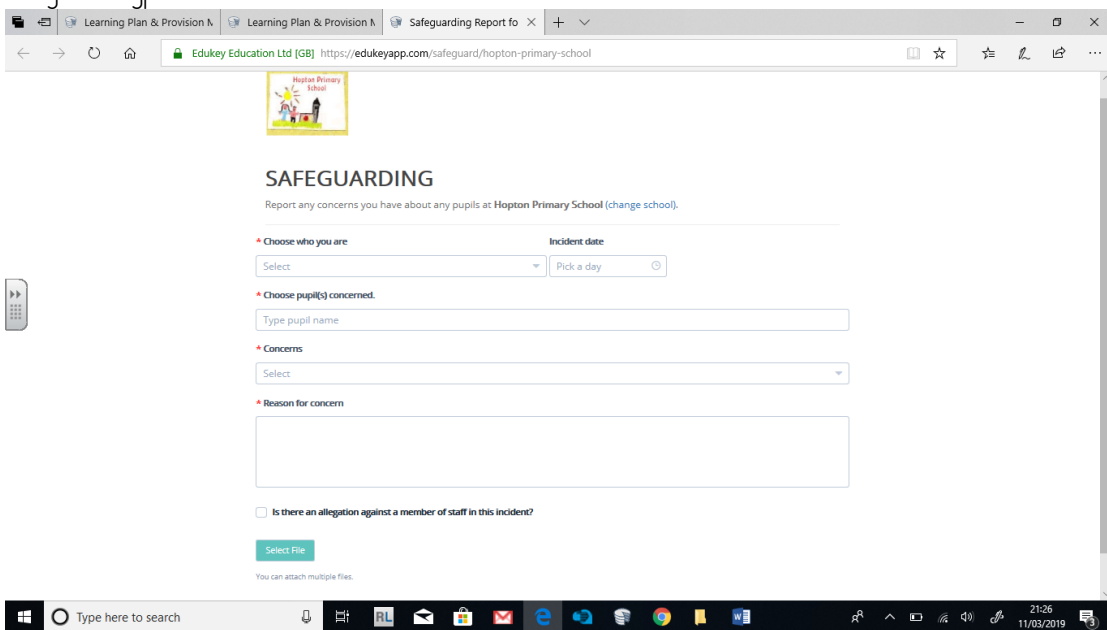 Learning Plan & Provision M
Learning Plan & Provision M
Safeguarding Report fo
Edukey Education Ltd [GB] https://edukeyapp.com/safeguard/hopton-primary-school
Hopton Primary
School
SAFEGUARDING
Report any concerns you have about any pupils at Hopton Primary School (change school).
* Choose who you are
Incident date
Select
Pick a day
* Choose pupil(s) concerned.
Type pupil name
* Concerns
Select
* Reason for concern
Is there an allegation against a member of staff in this incident?
Select File
You can attach multiple files.
Type here to search
RL
21:26
11/03/2019
3